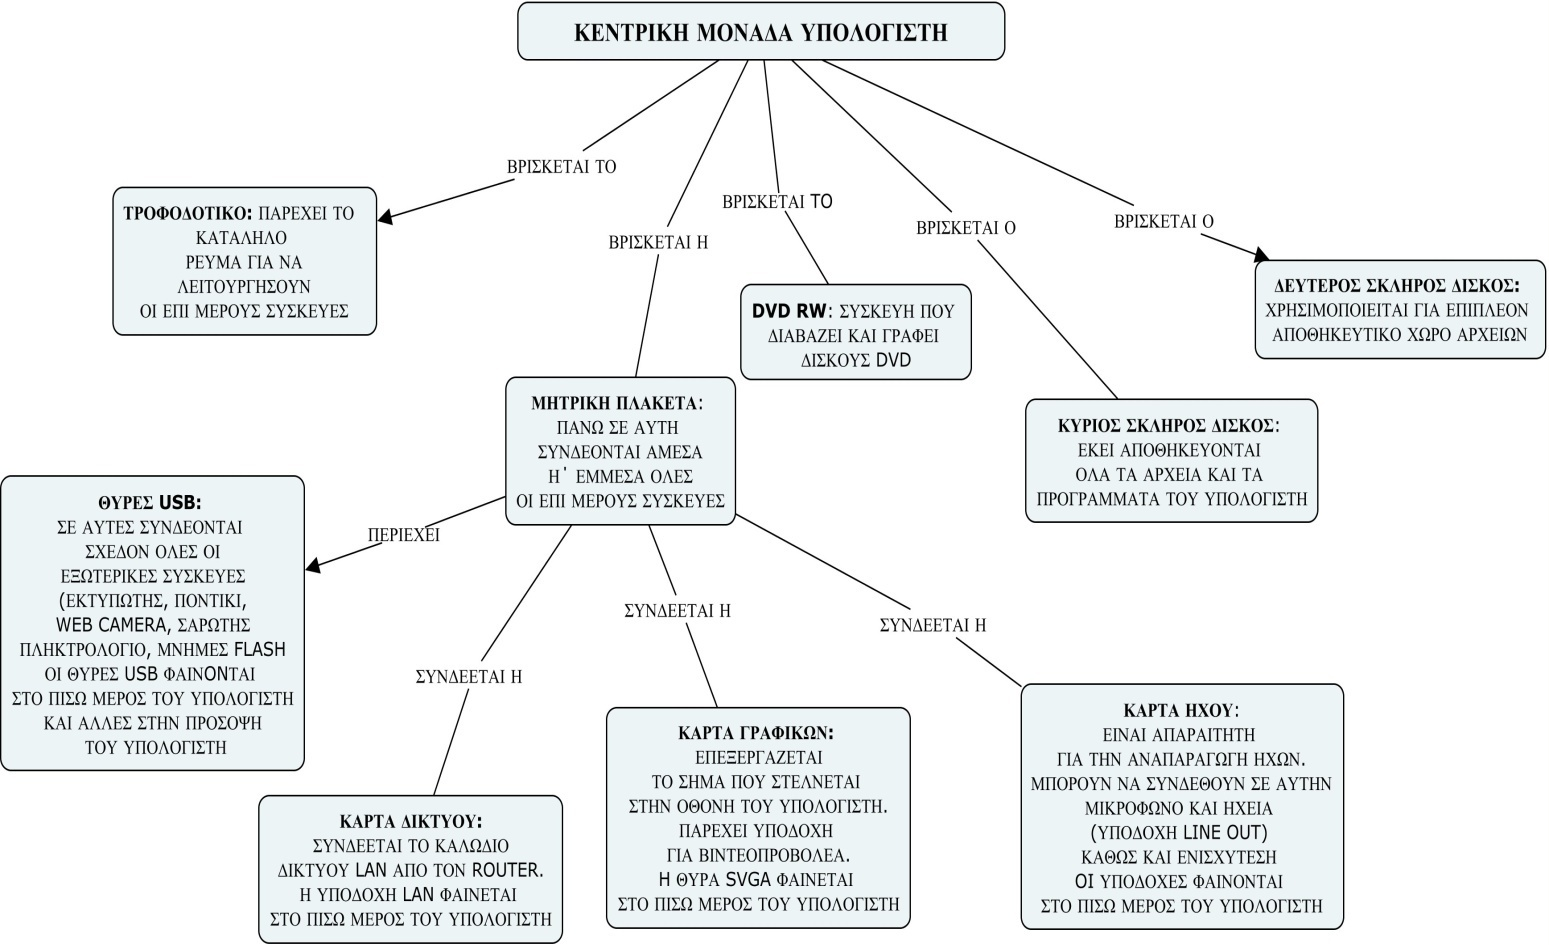 ΚΕΝΤΡΙΚΗ ΜΟΝΑΔΑ ΥΠΟΛΟΓΙΣΤΗ
ΒΡΙΣΚΕΤΑΙ ΤΟ
ΤΡΟΦΟΔΟΤΙΚΟ: ΠΑΡΕΧΕΙ ΤΟ
ΚΑΤΑΛΗΛΟ
ΡΕΥΜΑ ΓΙΑ ΝΑ
ΛΕΙΤΟΥΡΓΗΣΟΥΝ
ΟΙ ΕΠΙ ΜΕΡΟΥΣ ΣΥΣΚΕΥΕΣ
ΒΡΙΣΚΕΤΑΙ Η
ΒΡΙΣΚΕΤΑΙ TO
DVD RW: ΣΥΣΚΕΥΗ ΠΟΥ
ΔΙΑΒΑΖΕΙ ΚΑΙ ΓΡΑΦΕΙ
ΔΙΣΚΟΥΣ DVD
ΒΡΙΣΚΕΤΑΙ Ο
ΚΥΡΙΟΣ ΣΚΛΗΡΟΣ ΔΙΣΚΟΣ:
ΕΚΕΙ ΑΠΟΘΗΚΕΥΟΝΤΑΙ
ΟΛΑ ΤΑ ΑΡΧΕΙΑ ΚΑΙ ΤΑ
ΠΡΟΓΡΑΜΜΑΤΑ ΤΟΥ ΥΠΟΛΟΓΙΣΤΗ
ΒΡΙΣΚΕΤΑΙ Ο
ΔΕΥΤΕΡΟΣ ΣΚΛΗΡΟΣ ΔΙΣΚΟΣ:
ΧΡΗΣΙΜΟΠΟΙΕΙΤΑΙ ΓΙΑ ΕΠΙΠΛΕΟΝ
ΑΠΟΘΗΚΕΥΤΙΚΟ ΧΩΡΟ ΑΡΧΕΙΩΝ
ΜΗΤΡΙΚΗ ΠΛΑΚΕΤΑ:
ΠΑΝΩ ΣΕ ΑΥΤΗ
ΣΥΝΔΕΟΝΤΑΙ ΑΜΕΣΑ
Η ΄ ΕΜΜΕΣΑ ΟΛΕΣ
ΟΙ ΕΠΙ ΜΕΡΟΥΣ ΣΥΣΚΕΥΕΣ
ΠΕΡΙΕΧΕΙ
ΘΥΡΕΣ USB:
ΣΕ ΑΥΤΕΣ ΣΥΝΔΕΟΝΤΑΙ
ΣΧΕΔΟΝ ΟΛΕΣ ΟΙ
ΕΞΩΤΕΡΙΚΕΣ ΣΥΣΚΕΥΕΣ
(ΕΚΤΥΠΩΤΗΣ, ΠΟΝΤΙΚΙ,
WEB CAMERA, ΣΑΡΩΤΗΣ
ΠΛΗΚΤΡΟΛΟΓΙΟ, ΜΝΗΜΕΣ FLASH
ΟΙ ΘΥΡΕΣ USB ΦΑΙΝONΤΑΙ
ΣΤΟ ΠΙΣΩ ΜΕΡΟΣ ΤΟΥ ΥΠΟΛΟΓΙΣΤΗ
ΚΑΙ ΑΛΛΕΣ ΣΤΗΝ ΠΡΟΣΟΨΗ
ΤΟΥ ΥΠΟΛΟΓΙΣΤΗ
ΣΥΝΔΕΕΤΑΙ Η
ΚΑΡΤΑ ΔΙΚΤΥΟΥ:
ΣΥΝΔΕΕΤΑΙ ΤΟ ΚΑΛΩΔΙΟ
ΔΙΚΤΥΟΥ LAN ΑΠΟ ΤΟΝ ROUTER.
Η ΥΠΟΔΟΧΗ LAN ΦΑΙΝΕΤΑΙ
ΣΤΟ ΠΙΣΩ ΜΕΡΟΣ ΤΟΥ ΥΠΟΛΟΓΙΣΤΗ
ΣΥΝΔΕΕΤΑΙ Η
ΚΑΡΤΑ ΓΡΑΦΙΚΩΝ:
ΕΠΕΞΕΡΓΑΖΕΤΑΙ
ΤΟ ΣΗΜΑ ΠΟΥ ΣΤΕΛΝΕΤΑΙ
ΣΤΗΝ ΟΘΟΝΗ ΤΟΥ ΥΠΟΛΟΓΙΣΤΗ.
ΠΑΡΕΧΕΙ ΥΠΟΔΟΧΗ
ΓΙΑ ΒΙΝΤΕΟΠΡΟΒΟΛΕΑ.
H ΘΥΡΑ SVGA ΦΑΙΝΕΤΑΙ
ΣΤΟ ΠΙΣΩ ΜΕΡΟΣ ΤΟΥ ΥΠΟΛΟΓΙΣΤΗ
ΣΥΝΔΕΕΤΑΙ Η
ΚΑΡΤΑ ΗΧΟΥ:
ΕΙΝΑΙ ΑΠΑΡΑΙΤΗΤΗ
ΓΙΑ ΤΗΝ ΑΝΑΠΑΡΑΓΩΓΗ ΗΧΩΝ.
ΜΠΟΡΟΥΝ ΝΑ ΣΥΝΔΕΘΟΥΝ ΣΕ ΑΥΤΗΝ
ΜΙΚΡΟΦΩΝΟ ΚΑΙ ΗΧΕΙΑ
(ΥΠΟΔΟΧΗ LINE OUT)
ΚΑΘΩΣ ΚΑΙ ΕΝΙΣΧΥΤΕΣΗ
OI ΥΠΟΔΟΧΕΣ ΦΑΙΝΟΝΤΑΙ
ΣΤΟ ΠΙΣΩ ΜΕΡΟΣ ΤΟΥ ΥΠΟΛΟΓΙΣΤΗ